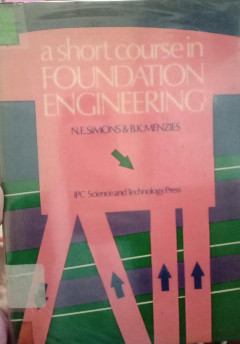 a short course in
FOUNDATION
ENGINEERING
N.E.SIMONS & B.K.MENZIES
IPC Science and Technology Press